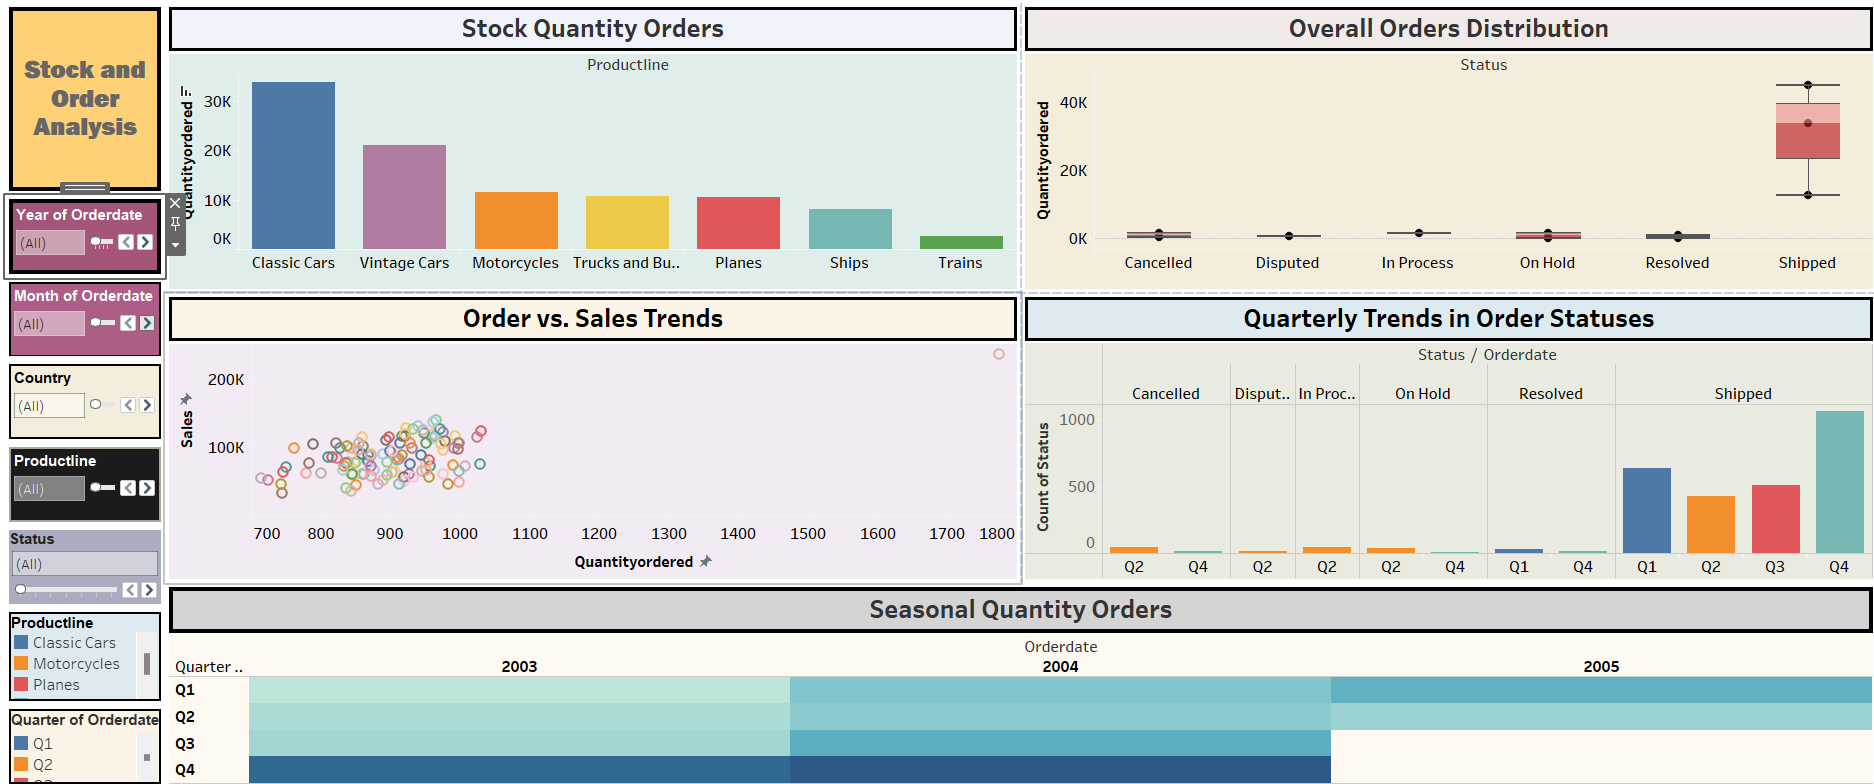 Stock and
Order
Analysis
Year of Orderdate
(All)
Month of Orderdate
(All)
Country
(All)
Productline
(All)
Status
(All)
Productline
Classic Cars
Motorcycles
Planes
Quarter of Orderdate
Q1
Q2
Stock Quantity Orders
Productline
Quantityordered
30K
20K
10K
0K
Classic Cars
Vintage Cars
Motorcycles
Trucks and Bu..
Planes
Ships
Trains
Overall Orders Distribution
Status
Quantityordered
40K
20K
0K
Cancelled
Disputed
In Process
On Hold
Resolved
Shipped
Order vs. Sales Trends
Sales
200K
100K
700 800 900 1000 1100 1200 1300 1400 1500 1600 1700 1800
Quantityordered
Quarterly Trends in Order Statuses
Status / Orderdate
Cancelled
Disput..
In Proc..
On Hold
Resolved
Shipped
Count of Status
1000
500
0
Q2 Q4 Q2 Q2 Q2 Q4 Q1 Q4 Q1 Q2 Q3 Q4
Seasonal Quantity Orders
Orderdate
Quarter ..
2003
2004
2005
Q1
Q2
Q3
Q4